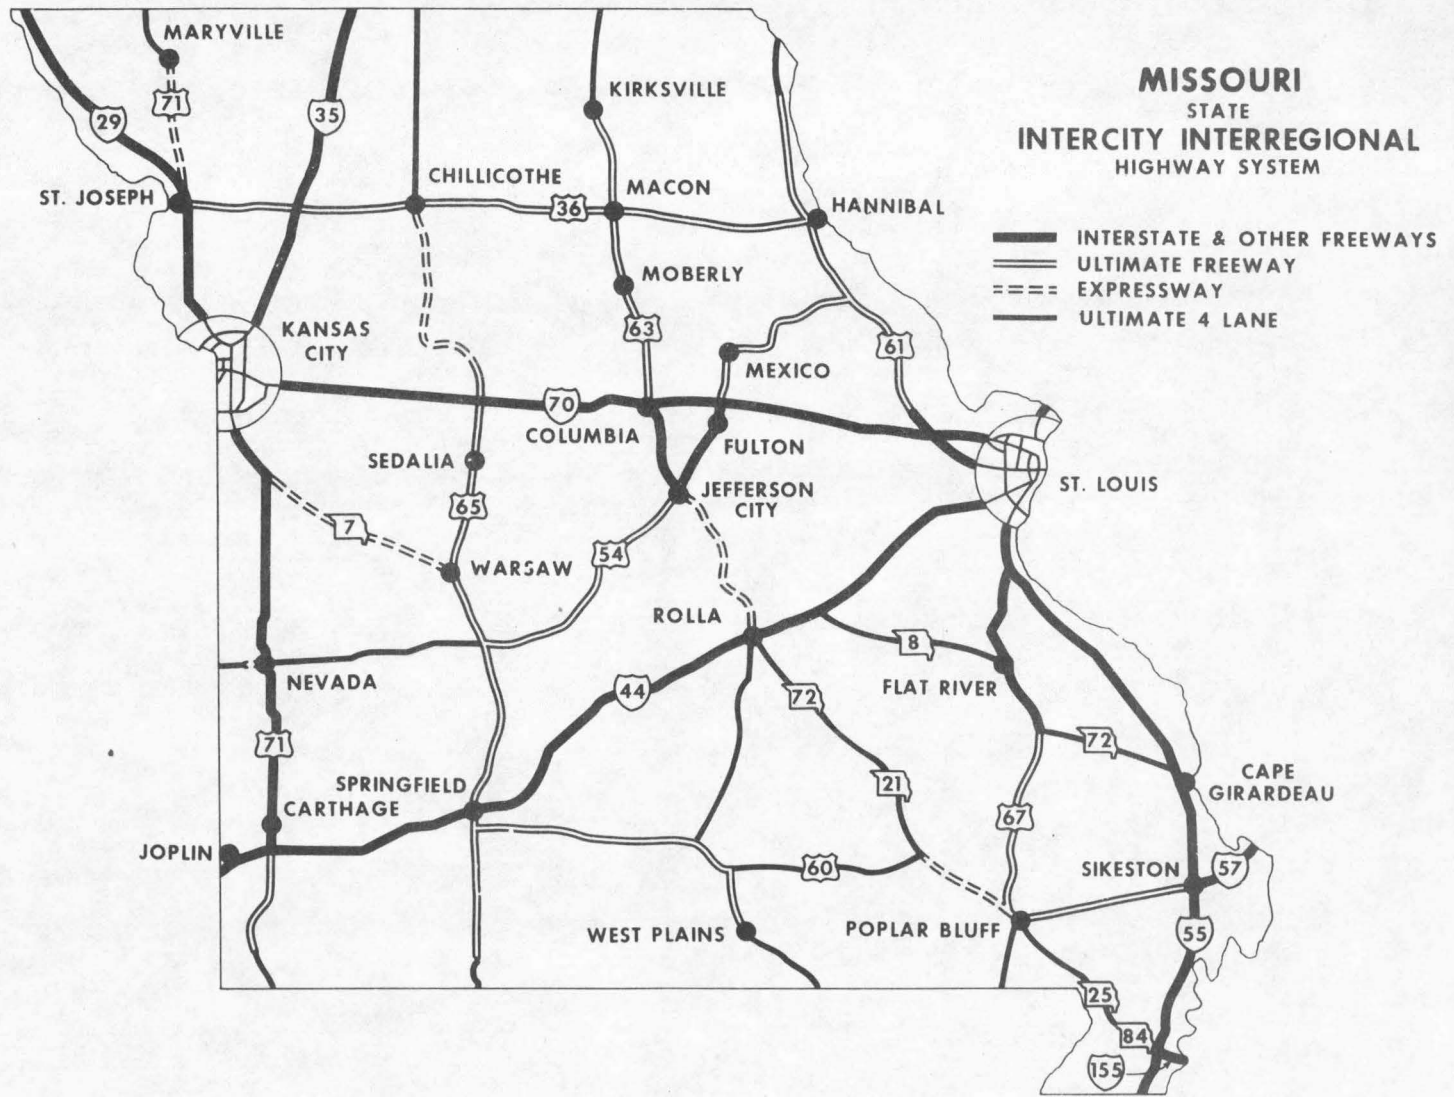 MISSOURI
STATE
INTERCITY INTERREGIONAL
HIGHWAY SYSTEM
INTERSTATE & OTHER FREEWAYS
ULTIMATE FREEWAY
EXPRESSWAY
ULTIMATE 4 LANE
MARYVILLE
71
29
35
KIRKSVILLE
ST. JOSEPH
CHILLICOTHE
36
MACON
HANNIBAL
MOBERLY
63
KANSAS
CITY
61
MEXICO
70
COLUMBIA
FULTON
SEDALIA
65
JEFFERSON
CITY
ST. LOUIS
7
54
WARSAW
ROLLA
8
NEVADA
44
72
FLAT RIVER
71
72
SPRINGFIELD
CARTHAGE
21
CAPE
GIRARDEAU
67
JOPLIN
60
SIKESTON
57
WEST PLAINS
POPLAR BLUFF
55
25
84
155